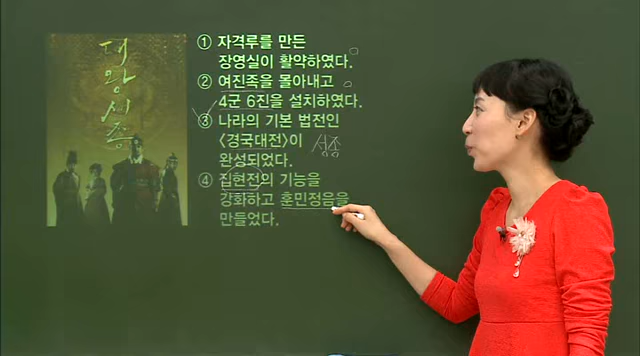 대왕세종
① 자격루를 만든
장영실이 활약하였다.
② 여진족을 몰아내고
4군 6진을 설치하였다.
③ 나라의 기본 법전인
〈경국대전〉이
완성되었다.
성종
④ 집현전의 기능을
강화하고 훈민정음을
만들었다.